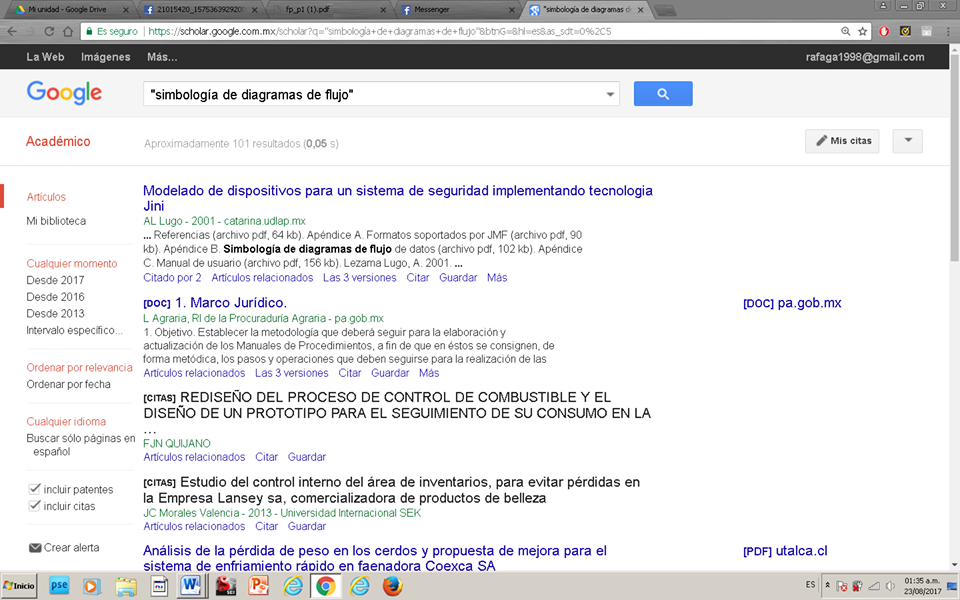 Mi unidad - Google Drive
21015420_1575363929200
fp_p1 (1).pdf
Messenger
"simbología de diagramas de
Es seguro
https://scholar.google.com.mx/scholar?q="simbología+de+diagramas+de+flujo"&btnG=&hl=es&as_sdt=0%2C5
La Web Imágenes Más... rafaga1998@gmail.com
Google "simbología de diagramas de flujo"
Académico Aproximadamente 101 resultados (0,05 s) Mis citas
Artículos
Mi biblioteca
Cualquier momento
Desde 2017
Desde 2016
Desde 2013
Intervalo específico...
Ordenar por relevancia
Ordenar por fecha
Cualquier idioma
Buscar sólo páginas en
español
incluir patentes
incluir citas
Crear alerta
Modelado de dispositivos para un sistema de seguridad implementando tecnologia
Jini
AL Lugo - 2001 - catarina.udlap.mx
... Referencias (archivo pdf, 64 kb). Apéndice A. Formatos soportados por JMF (archivo pdf, 90
kb). Apéndice B. Simbología de diagramas de flujo de datos (archivo pdf, 102 kb). Apéndice
C. Manual de usuario (archivo pdf, 156 kb). Lezama Lugo, A. 2001. ...
Citado por 2 Artículos relacionados Las 3 versiones Citar Guardar Más
[DOC] 1. Marco Jurídico. [DOC] pa.gob.mx
L Agraria, RI de la Procuraduría Agraria - pa.gob.mx
1. Objetivo. Establecer la metodología que deberá seguir para la elaboración y
actualización de los Manuales de Procedimientos, a fin de que en éstos se consignen, de
forma metódica, los pasos y operaciones que deben seguirse para la realización de las
Artículos relacionados Las 3 versiones Citar Guardar Más
[CITAS] REDISEÑO DEL PROCESO DE CONTROL DE COMBUSTIBLE Y EL
DISEÑO DE UN PROTOTIPO PARA EL SEGUIMIENTO DE SU CONSUMO EN LA
...
FJN QUIJANO
Artículos relacionados Citar Guardar
[CITAS] Estudio del control interno del área de inventarios, para evitar pérdidas en
la Empresa Lansey sa, comercializadora de productos de belleza
JC Morales Valencia - 2013 - Universidad Internacional SEK
Artículos relacionados Citar Guardar
Análisis de la pérdida de peso en los cerdos y propuesta de mejora para el [PDF] utalca.cl
sistema de enfriamiento rápido en faenadora Coexca SA
Inicio
pse
ES
01:35 a.m.
23/08/2017